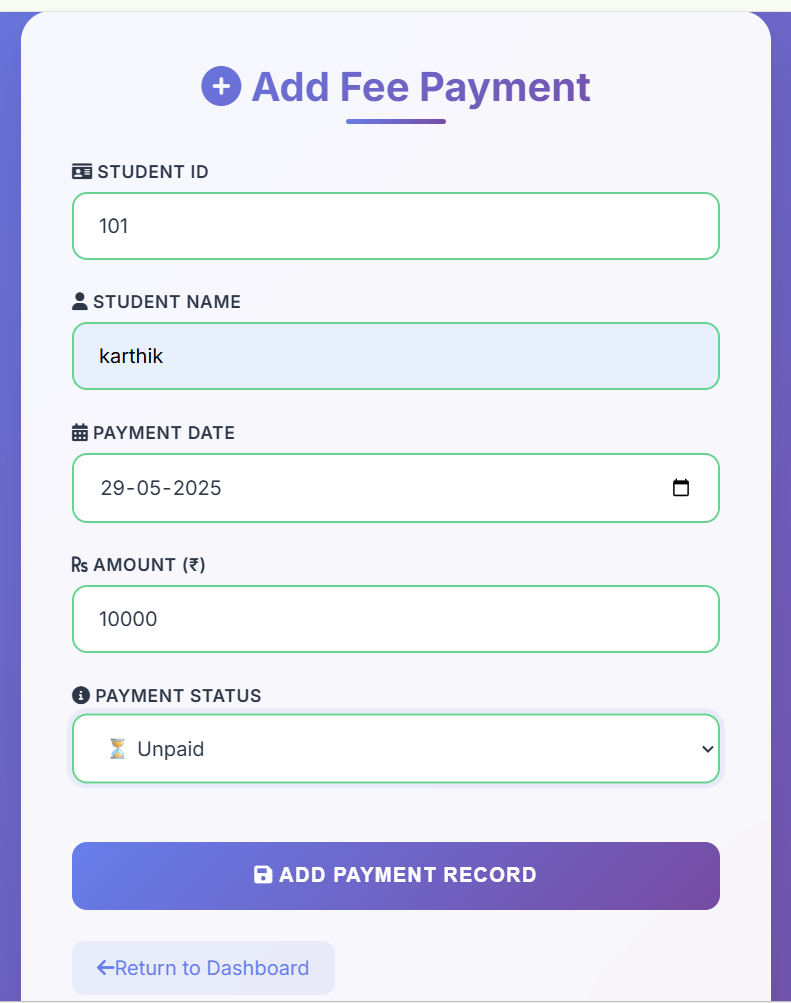 Add Fee Payment
STUDENT ID
101
STUDENT NAME
karthik
PAYMENT DATE
29-05-2025
₨ AMOUNT (₹)
10000
PAYMENT STATUS
⏳ Unpaid
ADD PAYMENT RECORD
←Return to Dashboard